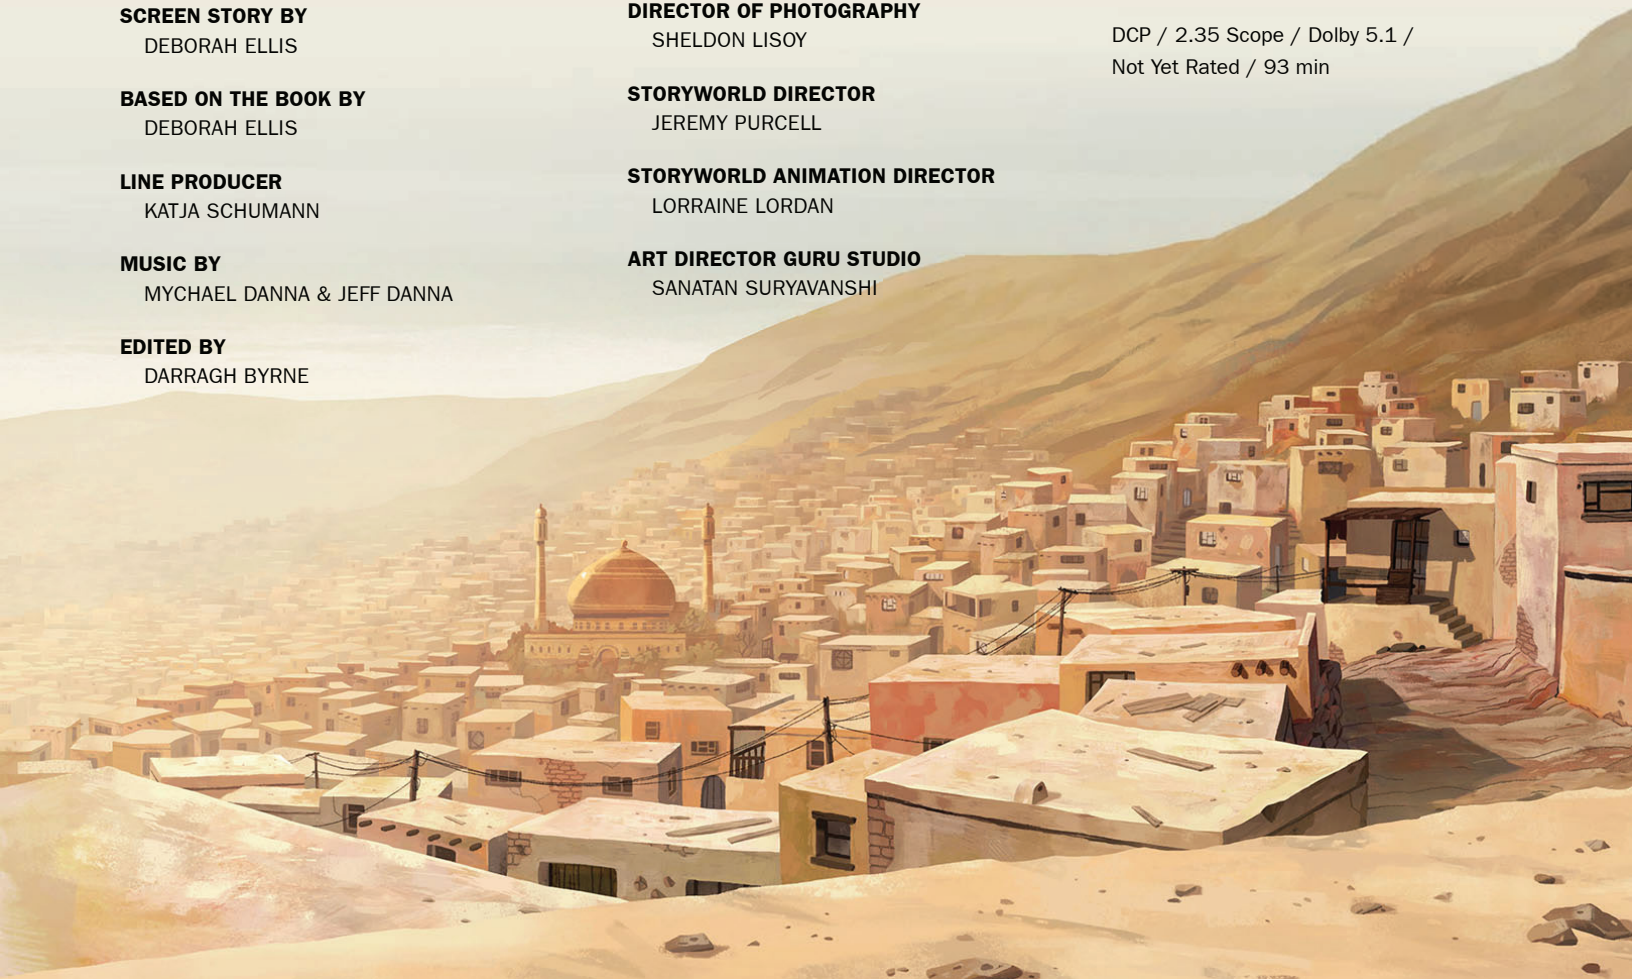 SCREEN STORY BY
DEBORAH ELLIS
BASED ON THE BOOK BY
DEBORAH ELLIS
LINE PRODUCER
KATJA SCHUMANN
MUSIC BY
MYCHAEL DANNA & JEFF DANNA
EDITED BY
DARRAGH BYRNE
DIRECTOR OF PHOTOGRAPHY
SHELDON LISOY
STORYWORLD DIRECTOR
JEREMY PURCELL
STORYWORLD ANIMATION DIRECTOR
LORRAINE LORDAN
ART DIRECTOR GURU STUDIO
SANATAN SURYAVANSHI
DCP / 2.35 Scope / Dolby 5.1 /
Not Yet Rated / 93 min